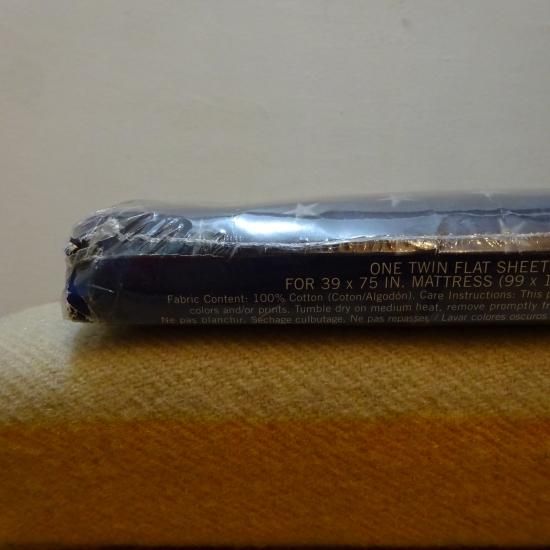 ONE TWIN FLAT SHEET
FOR 39 x 75 IN. MATTRESS (99 x 1
Fabric Content: 100% Cotton (Coton/Algodón). Care Instructions: This
colors and/or prints. Tumble dry on medium heat, remove promptly
Ne pas blanchir. Séchage culbutage. Ne pas repasser / Lavar colores oscuros